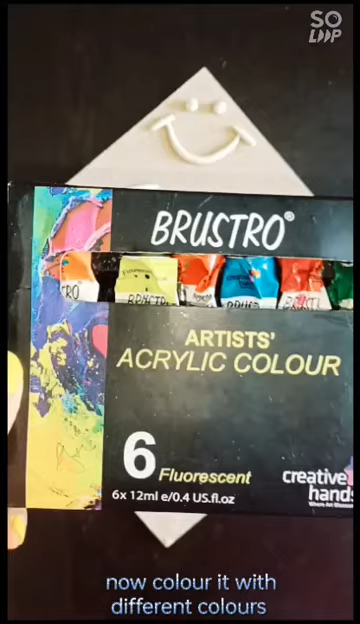 SO
LOOP
BRUSTRO®
ARTISTS'
ACRYLIC COLOUR
6 Fluorescent
6x 12ml e/0.4 US.fl.oz
creative
hands
now colour it with
different colours